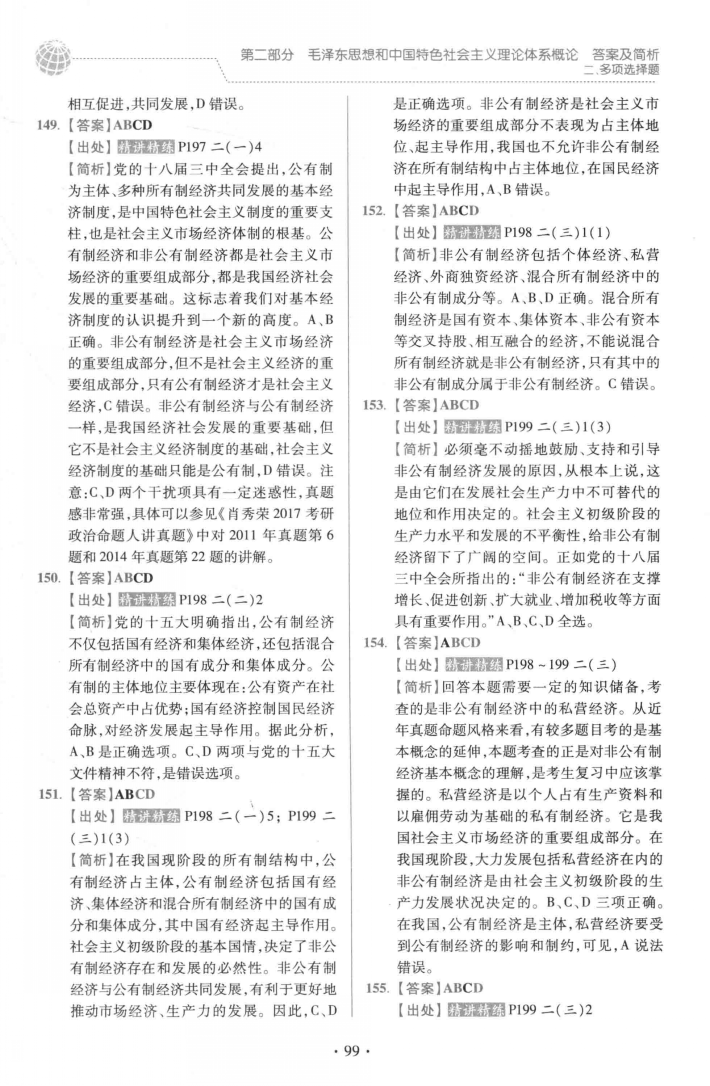 第二部分　毛泽东思想和中国特色社会主义理论体系概论　答案及简析
二、多项选择题
相互促进,共同发展,D 错误。
149. 【答案】ABCD
【出处】精讲精练 P197 二(一)4
【简析】党的十八届三中全会提出,公有制
为主体、多种所有制经济共同发展的基本经
济制度,是中国特色社会主义制度的重要支
柱,也是社会主义市场经济体制的根基。公
有制经济和非公有制经济都是社会主义市
场经济的重要组成部分,都是我国经济社会
发展的重要基础。这标志着我们对基本经
济制度的认识提升到一个新的高度。A、B
正确。非公有制经济是社会主义市场经济
的重要组成部分,但不是社会主义经济的重
要组成部分,只有公有制经济才是社会主义
经济,C 错误。非公有制经济与公有制经济
一样,是我国经济社会发展的重要基础,但
它不是社会主义经济制度的基础,社会主义
经济制度的基础只能是公有制,D 错误。注
意:C、D 两个干扰项具有一定迷惑性,真题
感非常强,具体可以参见《肖秀荣 2017 考研
政治命题人讲真题》中对 2011 年真题第 6
题和 2014 年真题第 22 题的讲解。
150. 【答案】ABCD
【出处】精讲精练 P198 二(二)2
【简析】党的十五大明确指出,公有制经济
不仅包括国有经济和集体经济,还包括混合
所有制经济中的国有成分和集体成分。公
有制的主体地位主要体现在:公有资产在社
会总资产中占优势;国有经济控制国民经济
命脉,对经济发展起主导作用。据此分析,
A、B 是正确选项。C、D 两项与党的十五大
文件精神不符,是错误选项。
151. 【答案】ABCD
【出处】精讲精练 P198 二(一)5; P199 二
(三)1(3)
【简析】在我国现阶段的所有制结构中,公
有制经济占主体,公有制经济包括国有经
济、集体经济和混合所有制经济中的国有成
分和集体成分,其中国有经济起主导作用。
社会主义初级阶段的基本国情,决定了非公
有制经济存在和发展的必然性。非公有制
经济与公有制经济共同发展,有利于更好地
推动市场经济、生产力的发展。因此,C、D
是正确选项。非公有制经济是社会主义市
场经济的重要组成部分不表现为占主体地
位、起主导作用,我国也不允许非公有制经
济在所有制结构中占主体地位,在国民经济
中起主导作用,A、B 错误。
152. 【答案】ABCD
【出处】精讲精练 P198 二(三)1(1)
【简析】非公有制经济包括个体经济、私营
经济、外商独资经济、混合所有制经济中的
非公有制成分等。A、B、D 正确。混合所有
制经济是国有资本、集体资本、非公有资本
等交叉持股、相互融合的经济,不能说混合
所有制经济就是非公有制经济,只有其中的
非公有制成分属于非公有制经济。C 错误。
153. 【答案】ABCD
【出处】精讲精练 P199 二(三)1(3)
【简析】必须毫不动摇地鼓励、支持和引导
非公有制经济发展的原因,从根本上说,这
是由它们在发展社会生产力中不可替代的
地位和作用决定的。社会主义初级阶段的
生产力水平和发展的不平衡性,给非公有制
经济留下了广阔的空间。正如党的十八届
三中全会所指出的:“非公有制经济在支撑
增长、促进创新、扩大就业、增加税收等方面
具有重要作用。”A、B、C、D 全选。
154. 【答案】ABCD
【出处】精讲精练 P198 ~ 199 二(三)
【简析】回答本题需要一定的知识储备,考
查的是非公有制经济中的私营经济。从近
年真题命题风格来看,有较多题目考的是基
本概念的延伸,本题考查的正是对非公有制
经济基本概念的理解,是考生复习中应该掌
握的。私营经济是以个人占有生产资料和
以雇佣劳动为基础的私有制经济。它是我
国社会主义市场经济的重要组成部分。在
我国现阶段,大力发展包括私营经济在内的
非公有制经济是由社会主义初级阶段的生
产力发展状况决定的。B、C、D 三项正确。
在我国,公有制经济是主体,私营经济要受
到公有制经济的影响和制约,可见,A 说法
错误。
155. 【答案】ABCD
【出处】精讲精练 P199 二(三)2
· 99 ·